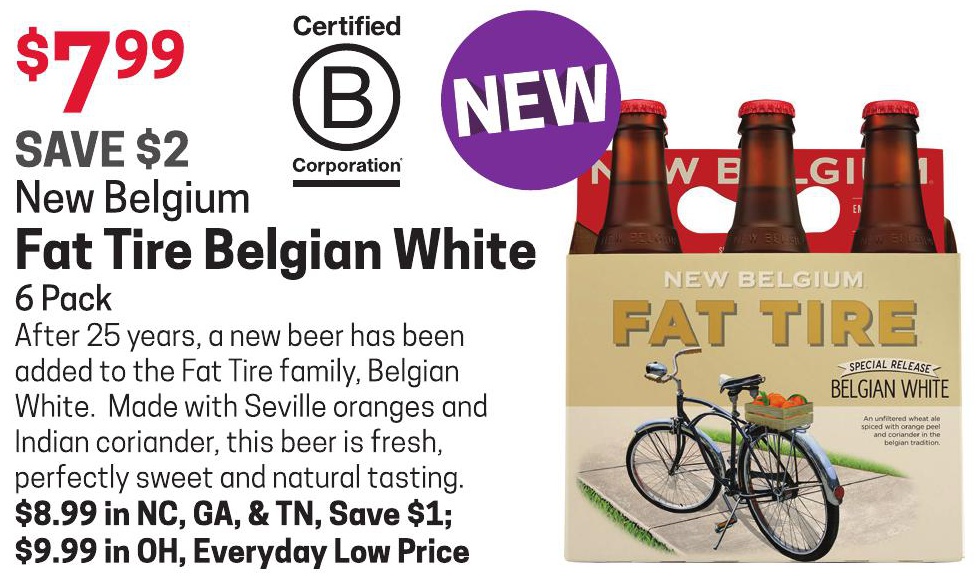 $7.99
SAVE $2
New Belgium
Fat Tire Belgian White
6 Pack
After 25 years, a new beer has been
added to the Fat Tire family, Belgian
White. Made with Seville oranges and
Indian coriander, this beer is fresh,
perfectly sweet and natural tasting.
$8.99 in NC, GA, & TN, Save $1;
$9.99 in OH, Everyday Low Price
Certified
B
Corporation
NEW
NEW BELGIUM
FAT TIRE
SPECIAL RELEASE
BELGIAN WHITE
An unfiltered wheat ale
spiced with orange peel
and coriander in the
belgian tradition.